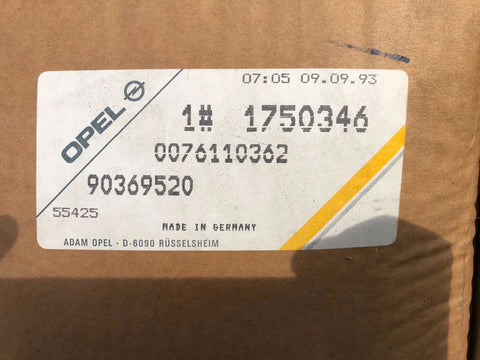 07:05 09.09.93
OPEL
1# 1750346
0076110362
90369520
55425
MADE IN GERMANY
ADAM OPEL · D-6090 RÜSSELSHEIM